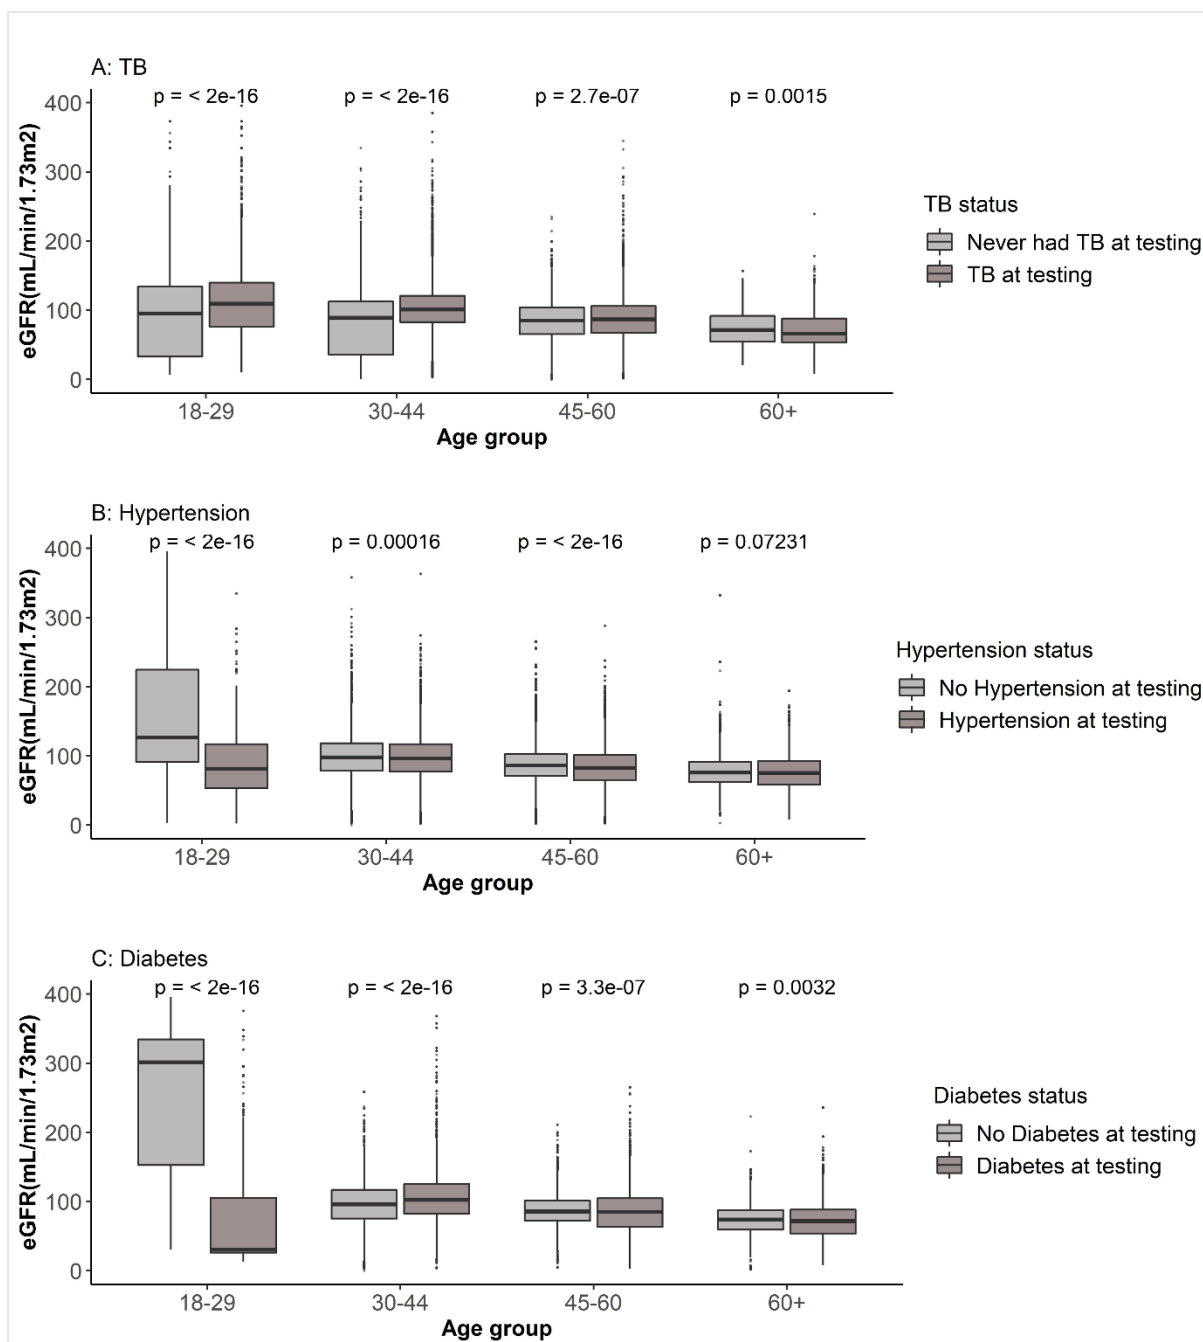 A: TB
p = < 2e-16 p = < 2e-16 p = 2.7e-07 p = 0.0015
400
300
200
100
0
eGFR(mL/min/1.73m2)
18-29 30-44 45-60 60+
Age group
TB status
Never had TB at testing
TB at testing
B: Hypertension
p = < 2e-16 p = 0.00016 p = < 2e-16 p = 0.07231
400
300
200
100
0
eGFR(mL/min/1.73m2)
18-29 30-44 45-60 60+
Age group
Hypertension status
No Hypertension at testing
Hypertension at testing
C: Diabetes
p = < 2e-16 p = < 2e-16 p = 3.3e-07 p = 0.0032
400
300
200
100
0
eGFR(mL/min/1.73m2)
18-29 30-44 45-60 60+
Age group
Diabetes status
No Diabetes at testing
Diabetes at testing